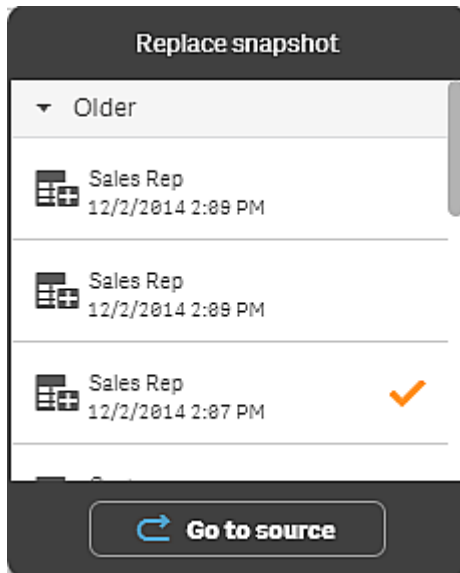 Replace snapshot
Older
Sales Rep
12/2/2014 2:09 PM
Sales Rep
12/2/2014 2:09 PM
Sales Rep
12/2/2014 2:07 PM
Go to source